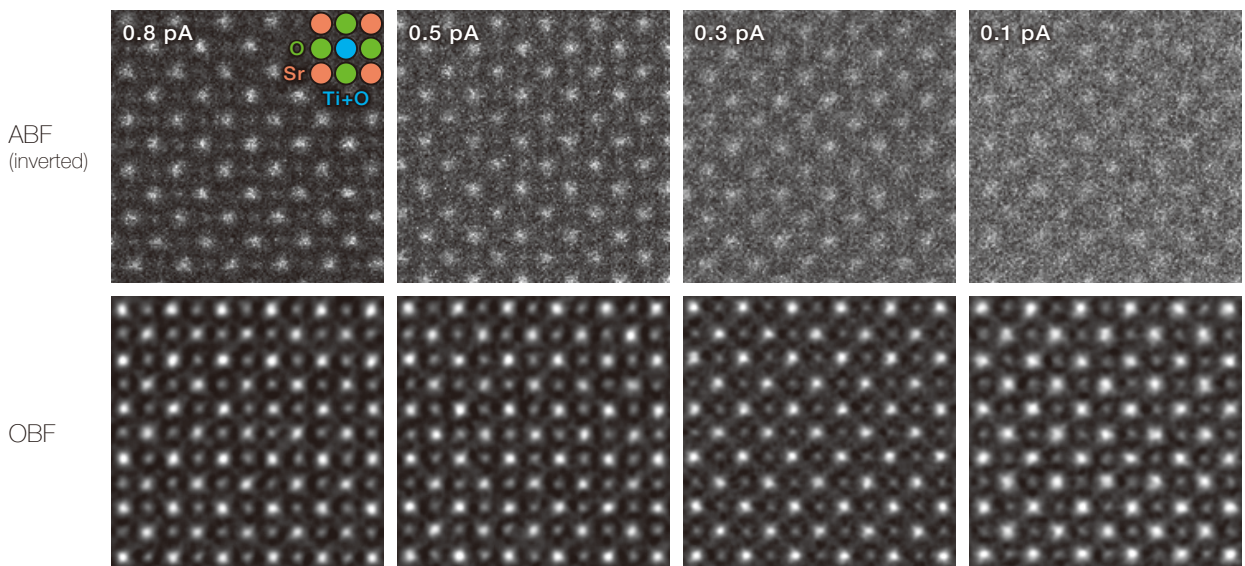 0.8 pA
0.5 pA
0.3 pA
0.1 pA
O
Sr
Ti+O
ABF
(inverted)
OBF